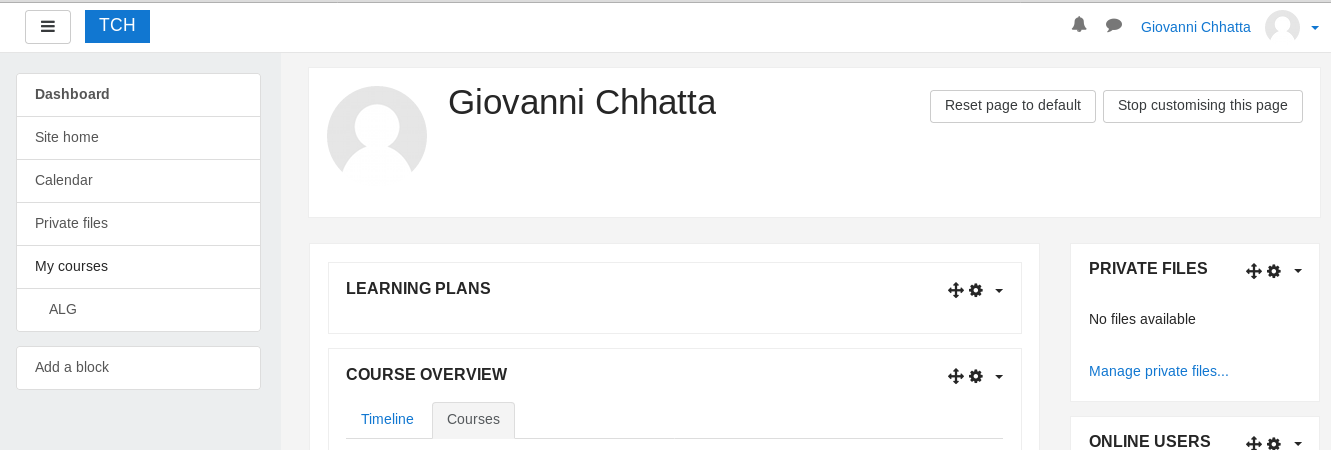 TCH
Giovanni Chhatta
Dashboard
Site home
Calendar
Private files
My courses
ALG
Add a block
Giovanni Chhatta
Reset page to default
Stop customising this page
LEARNING PLANS
COURSE OVERVIEW
Timeline
Courses
PRIVATE FILES
No files available
Manage private files...
ONLINE USERS